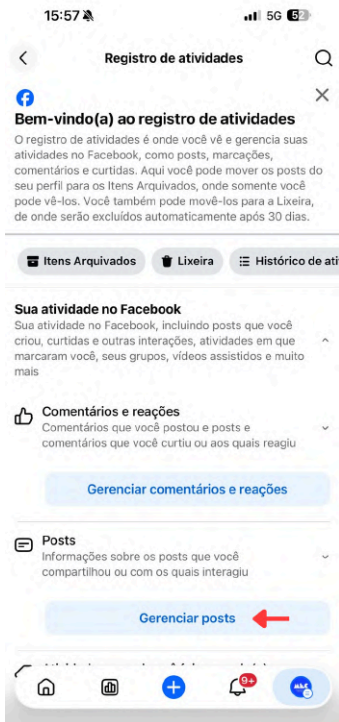 15:57
5G 52
Registro de atividades
Bem-vindo(a) ao registro de atividades
O registro de atividades é onde você vê e gerencia suas
atividades no Facebook, como posts, marcações,
comentários e curtidas. Aqui você pode mover os posts do
seu perfil para os Itens Arquivados, onde somente você
pode vê-los. Você também pode movê-los para a Lixeira,
de onde serão excluídos automaticamente após 30 dias.
Itens Arquivados Lixeira Histórico de ati
Sua atividade no Facebook
Sua atividade no Facebook, incluindo posts que você
criou, curtidas e outras interações, atividades em que
marcaram você, seus grupos, vídeos assistidos e muito
mais
Comentários e reações
Comentários que você postou e posts e
comentários que você curtiu ou aos quais reagiu
Gerenciar comentários e reações
Posts
Informações sobre os posts que você
compartilhou ou com os quais interagiu
Gerenciar posts
9+